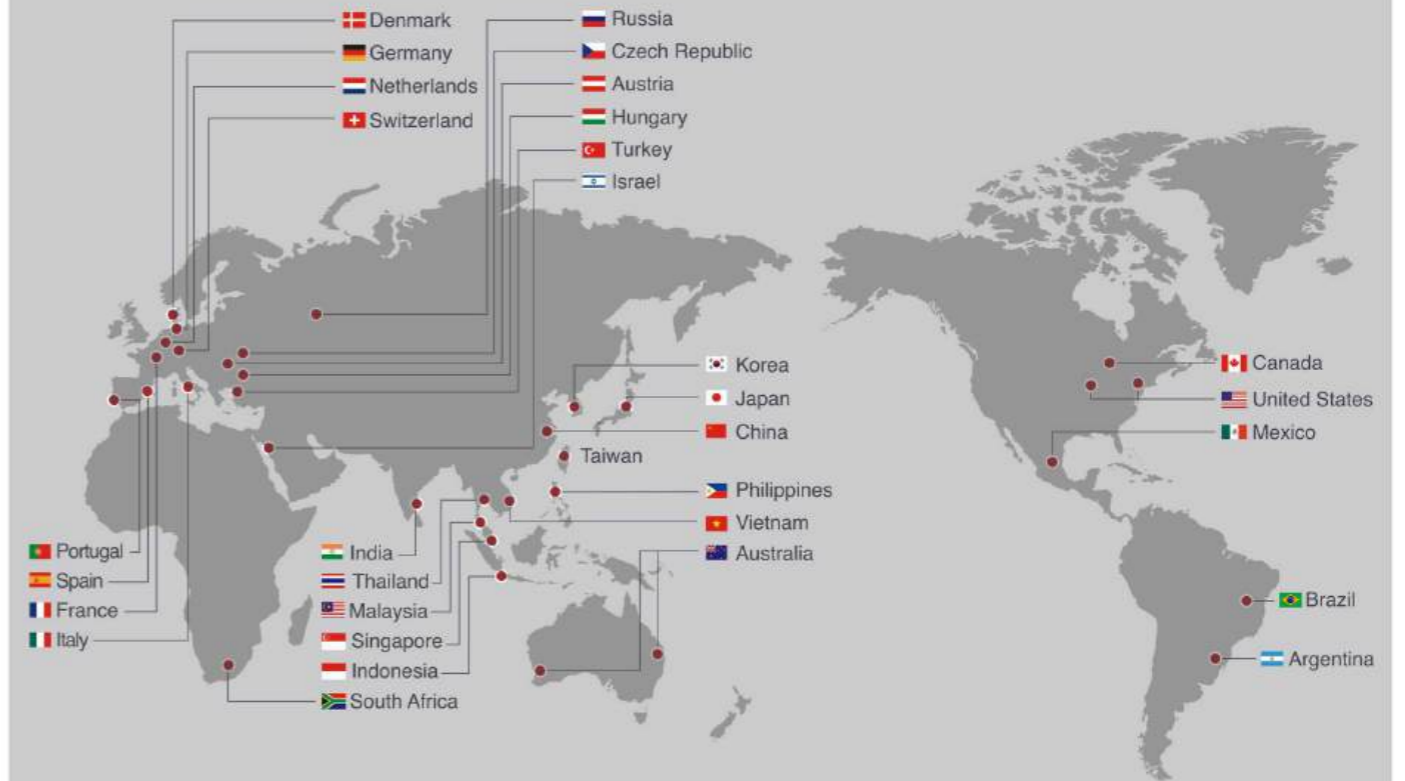 Denmark
Germany
Netherlands
Switzerland
Russia
Czech Republic
Austria
Hungary
Turkey
Israel
Korea
Japan
China
Taiwan
Philippines
Vietnam
Australia
Canada
United States
Mexico
Portugal
Spain
France
Italy
India
Thailand
Malaysia
Singapore
Indonesia
South Africa
Brazil
Argentina